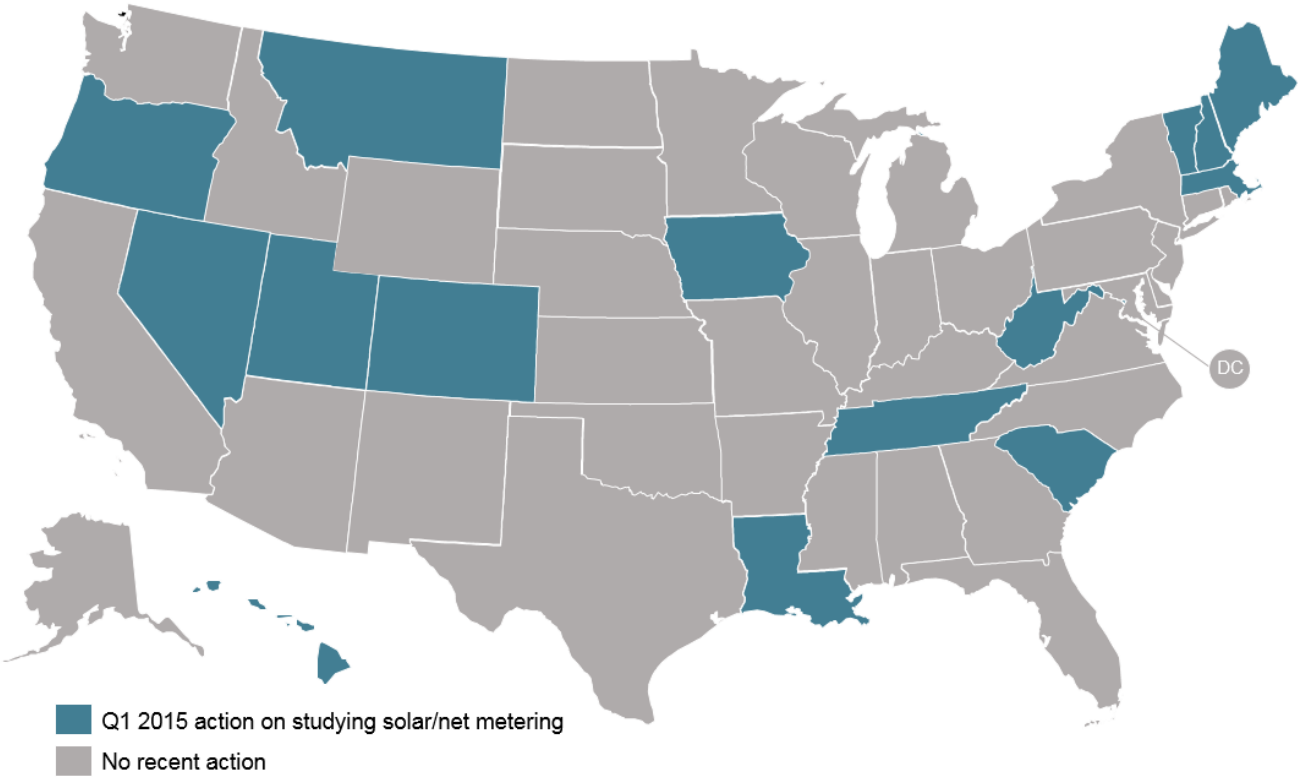 DC
Q1 2015 action on studying solar/net metering
No recent action